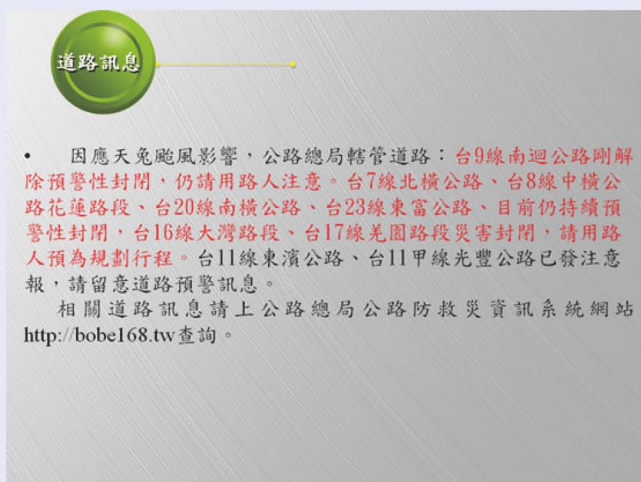 道路訊息
• 因應天兔颱風影響，公路總局轄管道路：台9線南迴公路剛解
除預警性封閉，仍請用路人注意。台7線北橫公路、台8線中橫公
路花蓮路段、台20線南橫公路、台23線東富公路、目前仍持續預
警性封閉，台16線大灣路段、台17線羌園路段災害封閉，請用路
人預為規劃行程。台11線東濱公路、台11甲線光豐公路已發注意
報，請留意道路預警訊息。
相關道路訊息請上公路總局公路防救災資訊系統網站
http://bobe168.tw查詢。